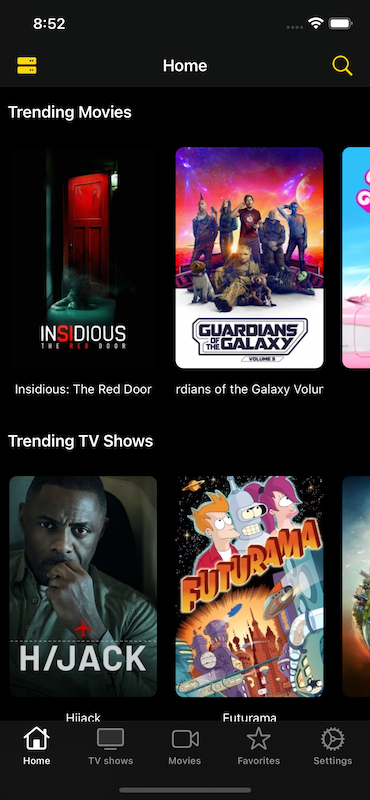 8:52
Home
Trending Movies
INSIDIOUS
THE RED DOOR
GUARDIANS
OF THE
GALAXY
VOLUME 3
Insidious: The Red Door
rdians of the Galaxy Volur
Trending TV Shows
H/JACK
FUTURAMA
Hijack
Futurama
Home
TV shows
Movies
Favorites
Settings